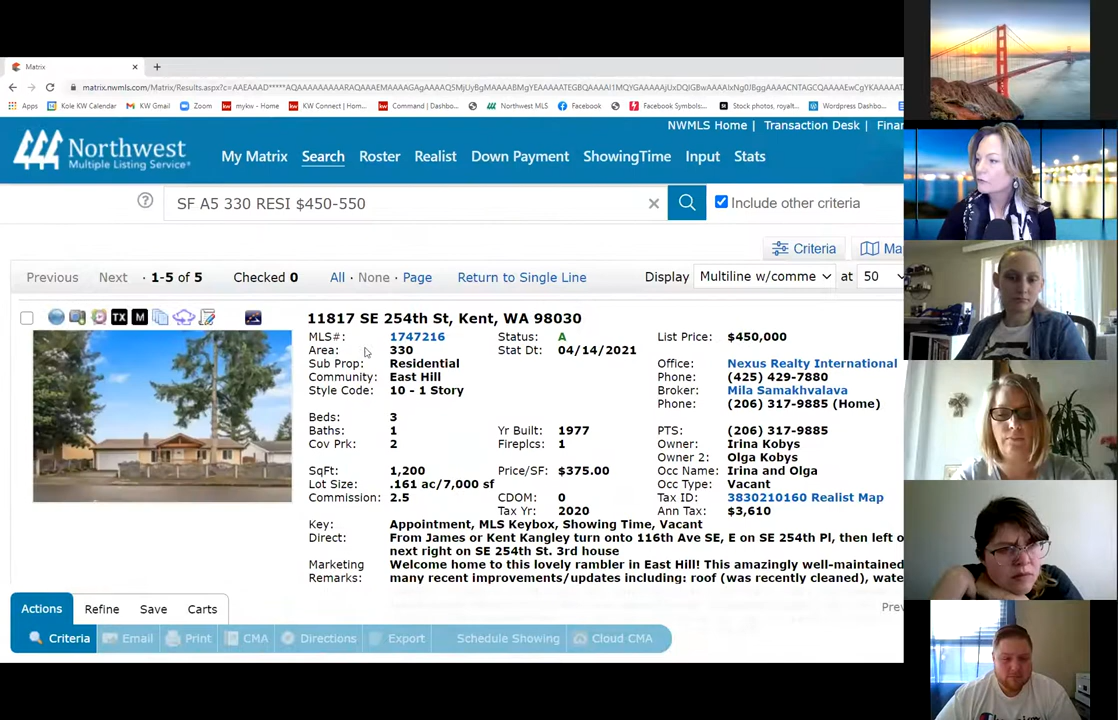 Matrix
matrix.nwmls.com/Matrix/Results.aspx?c=
Apps Kole KW Calendar KW Gmail Zoom mykw - Home KW Connect | Hom... Command | Dashbo... Northwest MLS Facebook Facebook Symbols:... Stock photos, royalt... Wordpress Dashbo...
NWMLS Home | Transaction Desk | Finan
Northwest
Multiple Listing Service®
My Matrix Search Roster Realist Down Payment ShowingTime Input Stats
SF A5 330 RESI $450-550
Include other criteria
Criteria Ma
Previous Next · 1-5 of 5 Checked 0 All · None · Page Return to Single Line Display Multiline w/comme at 50
TX M
11817 SE 254th St, Kent, WA 98030
MLS#: 1747216 Status: A List Price: $450,000
Area: 330 Stat Dt: 04/14/2021
Sub Prop: Residential Office: Nexus Realty International
Community: East Hill Phone: (425) 429-7880
Style Code: 10 - 1 Story Broker: Mila Samakhvalava
Phone: (206) 317-9885 (Home)
Beds: 3
Baths: 1 Yr Built: 1977 PTS: (206) 317-9885
Cov Prk: 2 Fireplcs: 1 Owner: Irina Kobys
Owner 2: Olga Kobys
SqFt: 1,200 Price/SF: $375.00 Occ Name: Irina and Olga
Lot Size: .161 ac/7,000 sf Occ Type: Vacant
Commission: 2.5 CDOM: 0 Tax ID: 3830210160 Realist Map
Tax Yr: 2020 Ann Tax: $3,610
Key: Appointment, MLS Keybox, Showing Time, Vacant
Direct: From James or Kent Kangley turn onto 116th Ave SE, E on SE 254th Pl, then left o
next right on SE 254th St. 3rd house
Marketing Welcome home to this lovely rambler in East Hill! This amazingly well-maintained
Remarks: many recent improvements/updates including: roof (was recently cleaned), wate
Actions Refine Save Carts Prev
Criteria Email Print CMA Directions Export Schedule Showing Cloud CMA